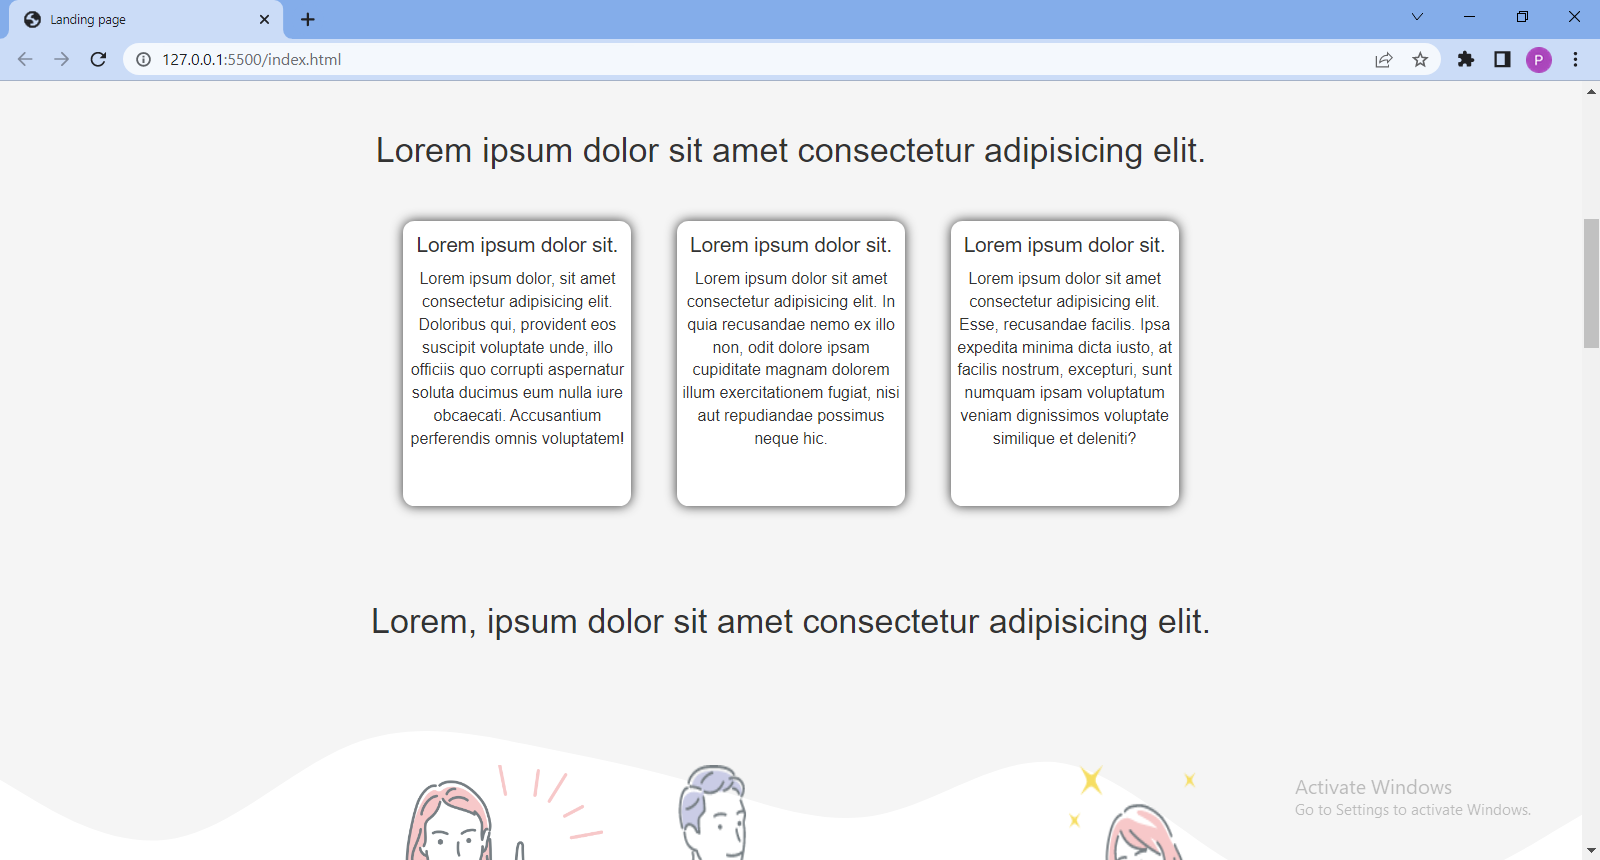 Landing page
127.0.0.1:5500/index.html
P
Lorem ipsum dolor sit amet consectetur adipisicing elit.
Lorem ipsum dolor sit.
Lorem ipsum dolor, sit amet
consectetur adipisicing elit.
Doloribus qui, provident eos
suscipit voluptate unde, illo
officiis quo corrupti aspernatur
soluta ducimus eum nulla iure
obcaecati. Accusantium
perferendis omnis voluptatem!
Lorem ipsum dolor sit.
Lorem ipsum dolor sit amet
consectetur adipisicing elit. In
quia recusandae nemo ex illo
non, odit dolore ipsam
cupiditate magnam dolorem
illum exercitationem fugiat, nisi
aut repudiandae possimus
neque hic.
Lorem ipsum dolor sit.
Lorem ipsum dolor sit amet
consectetur adipisicing elit.
Esse, recusandae facilis. Ipsa
expedita minima dicta iusto, at
facilis nostrum, excepturi, sunt
numquam ipsam voluptatum
veniam dignissimos voluptate
similique et deleniti?
Lorem, ipsum dolor sit amet consectetur adipisicing elit.
Activate Windows
Go to Settings to activate Windows.